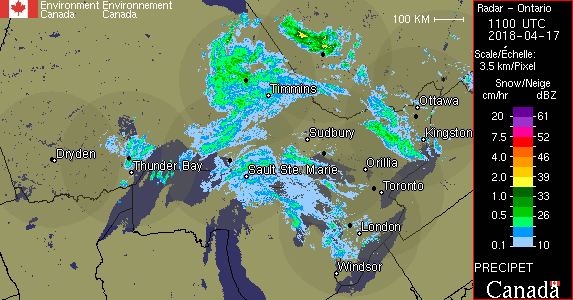 Environment Environnement
Canada Canada
100 KM
Timmins
Ottawa
Sudbury
Kingston
Dryden
Thunder Bay
Sault Ste. Marie
Orillia
Toronto
London
Windsor
Radar - Ontario
1100 UTC
2018-04-17
Scale/Échelle:
3.5 km/Pixel
Snow/Neige
cm/hr dBZ
20 61
7.5 52
4.0 46
2.0 39
1.0 33
0.5 26
0.1 10
PRECIPET
Canada